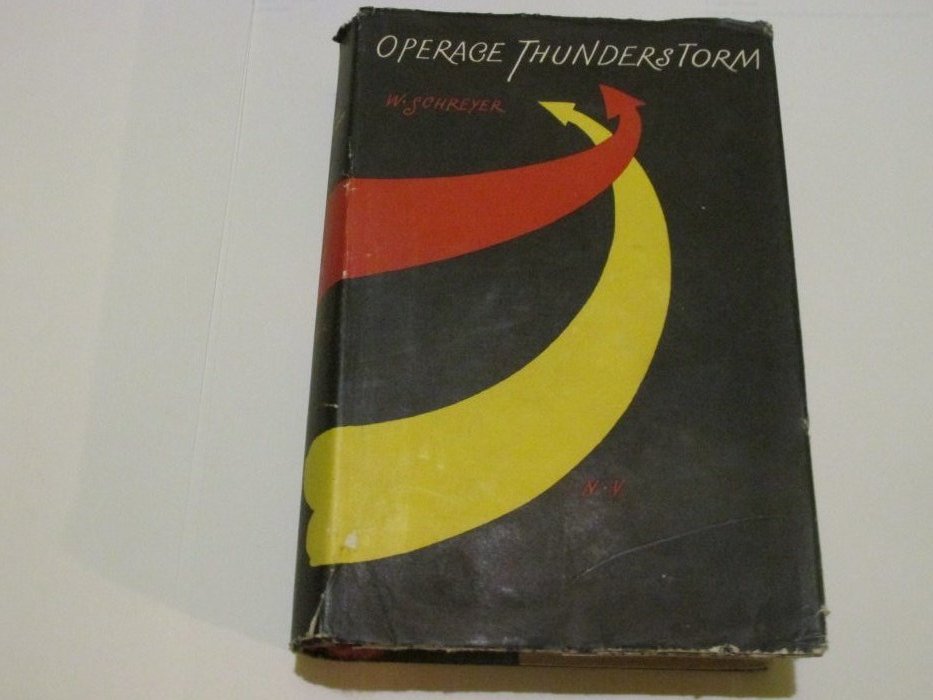 OPERACE THUNDERSTORM
W. SCHREYER
N.V